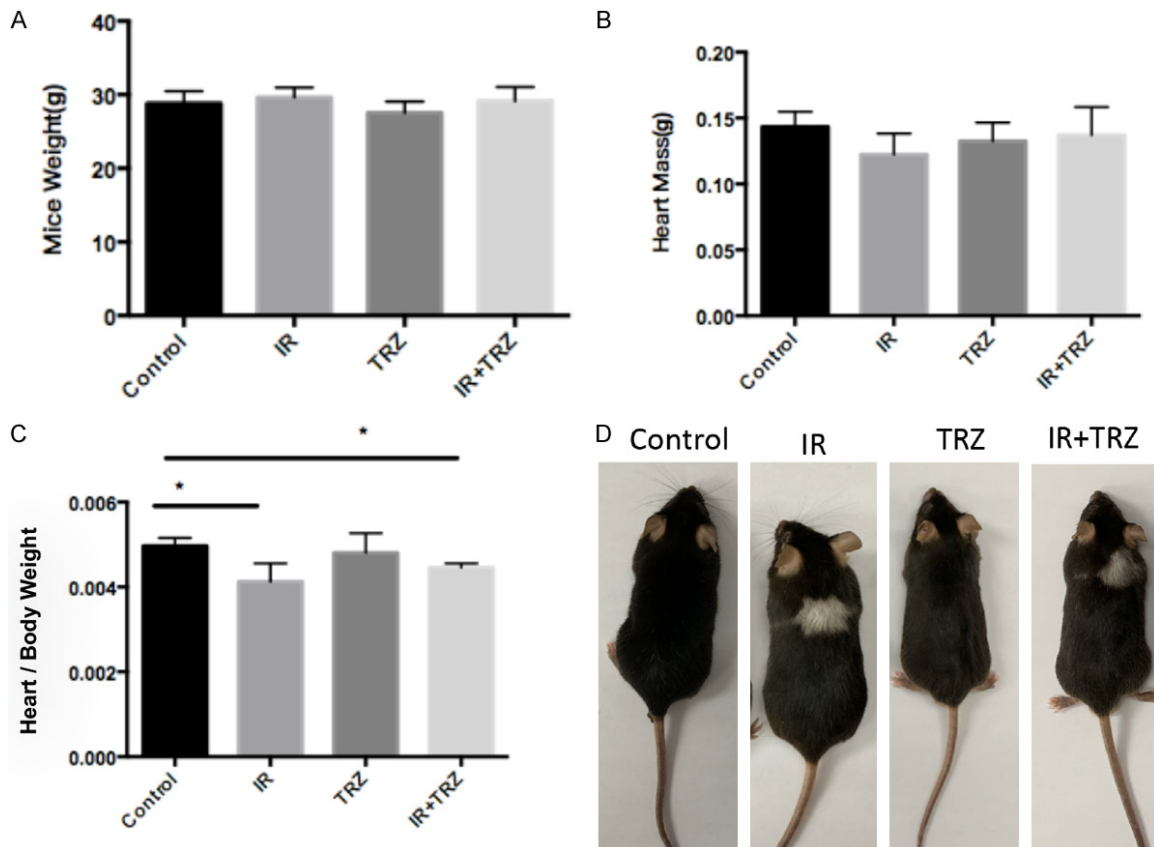 A
Mice Weight(g)
40
30
20
10
0
Control
IR
TRZ
IR+TRZ
B
Heart Mass(g)
0.20
0.15
0.10
0.05
0.00
Control
IR
TRZ
IR+TRZ
C
*
*
Heart / Body Weight
0.006
0.004
0.002
0.000
Control
IR
TRZ
IR+TRZ
D
Control
IR
TRZ
IR+TRZ